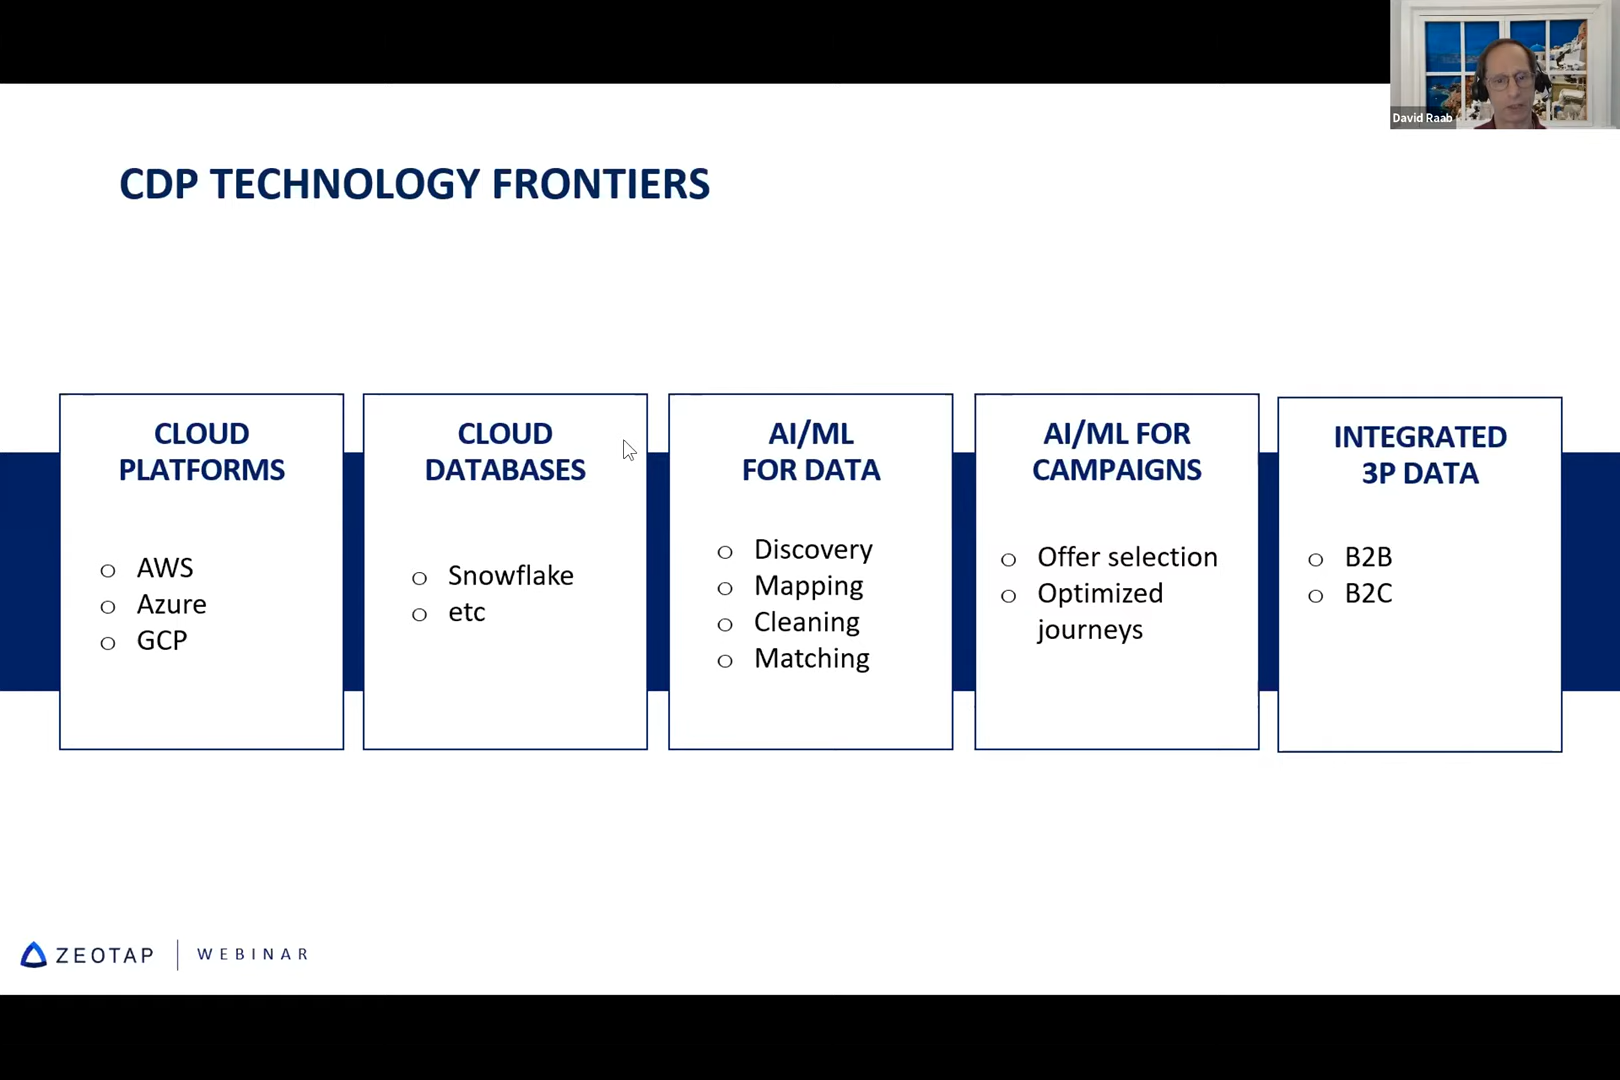 David Raab
CDP TECHNOLOGY FRONTIERS
CLOUD
PLATFORMS
o AWS
o Azure
o GCP
CLOUD
DATABASES
o Snowflake
o etc
AI/ML
FOR DATA
o Discovery
o Mapping
o Cleaning
o Matching
AI/ML FOR
CAMPAIGNS
o Offer selection
o Optimized
journeys
INTEGRATED
3P DATA
o B2B
o B2C
ZEOTAP | WEBINAR